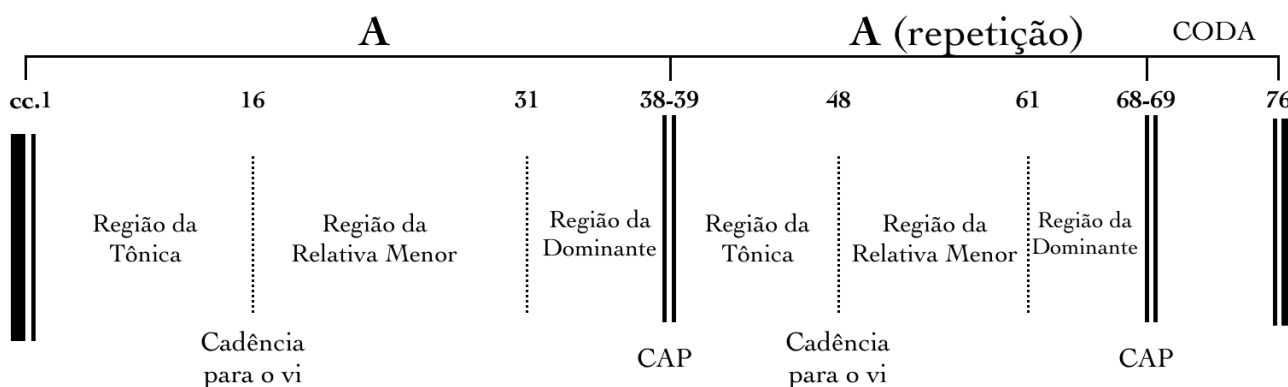 A A (repetição) CODA
cc.1 16 31 38-39 48 61 68-69 76
Região da
Tônica
Região da
Relativa Menor
Região da
Dominante
Região da
Tônica
Região da
Relativa Menor
Região da
Dominante
Cadência
para o vi
CAP
Cadência
para o vi
CAP